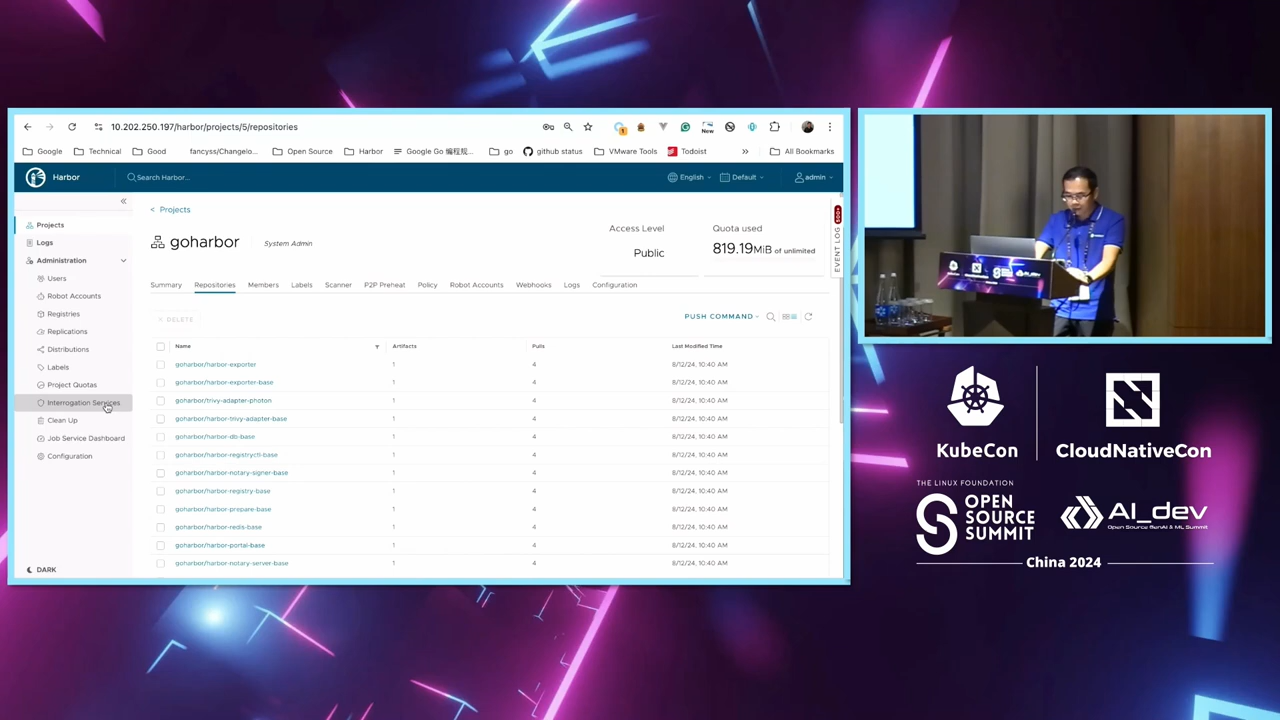 10.202.250.197/harbor/projects/5/repositories
New
Google
Technical
Good
fancyss/Changelo...
Open Source
Harbor
Google Go 编程规...
go
github status
VMware Tools
Todoist
»
All Bookmarks
Harbor
Search Harbor...
English
Default
admin
Projects
Logs
Administration
Users
Robot Accounts
Registries
Replications
Distributions
Labels
Project Quotas
Interrogation Services
Clean Up
Job Service Dashboard
Configuration
DARK
< Projects
goharbor
System Admin
Access Level
Public
Quota used
819.19MiB of unlimited
EVENT LOG
Summary Repositories Members Labels Scanner P2P Preheat Policy Robot Accounts Webhooks Logs Configuration
× DELETE
PUSH COMMAND
Name Artifacts Pulls Last Modified Time
goharbor/harbor-exporter 1 4 8/12/24, 10:40 AM
goharbor/harbor-exporter-base 1 4 8/12/24, 10:40 AM
goharbor/trivy-adapter-photon 1 4 8/12/24, 10:40 AM
goharbor/harbor-trivy-adapter-base 1 4 8/12/24, 10:40 AM
goharbor/harbor-db-base 1 4 8/12/24, 10:40 AM
goharbor/harbor-registryctl-base 1 4 8/12/24, 10:40 AM
goharbor/harbor-notary-signer-base 1 4 8/12/24, 10:40 AM
goharbor/harbor-registry-base 1 4 8/12/24, 10:40 AM
goharbor/harbor-prepare-base 1 4 8/12/24, 10:40 AM
goharbor/harbor-redis-base 1 4 8/12/24, 10:40 AM
goharbor/harbor-portal-base 1 4 8/12/24, 10:40 AM
goharbor/harbor-notary-server-base 1 4 8/12/24, 10:40 AM
KubeCon
CloudNativeCon
THE LINUX FOUNDATION
OPEN
SOURCE
SUMMIT
AI_dev
Open Source GenAI & ML Summit
China 2024